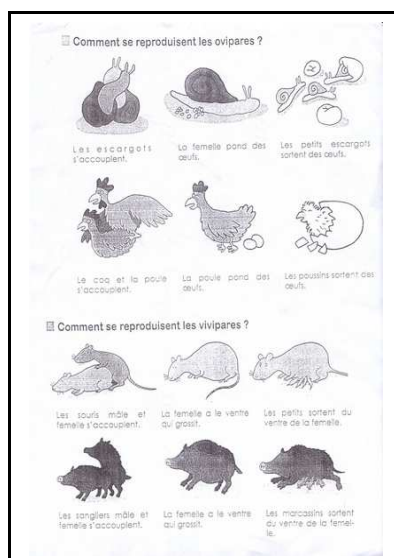 Comment se reproduisent les ovipares ?
Les escargots
s'accouplent.
La femelle pond des
œufs.
Les petits escargots
sortent des œufs.
Le coq et la poule
s'accouplent.
La poule pond des
œufs.
Les poussins sortent des
œufs.
Comment se reproduisent les vivipares ?
Les souris mâle et
femelle s'accouplent.
La femelle a le ventre
qui grossit.
Les petits sortent du
ventre de la femelle.
Les sangliers mâle et
femelle s'accouplent.
La femelle a le ventre
qui grossit.
Les marcassins sortent
du ventre de la femel-
le.